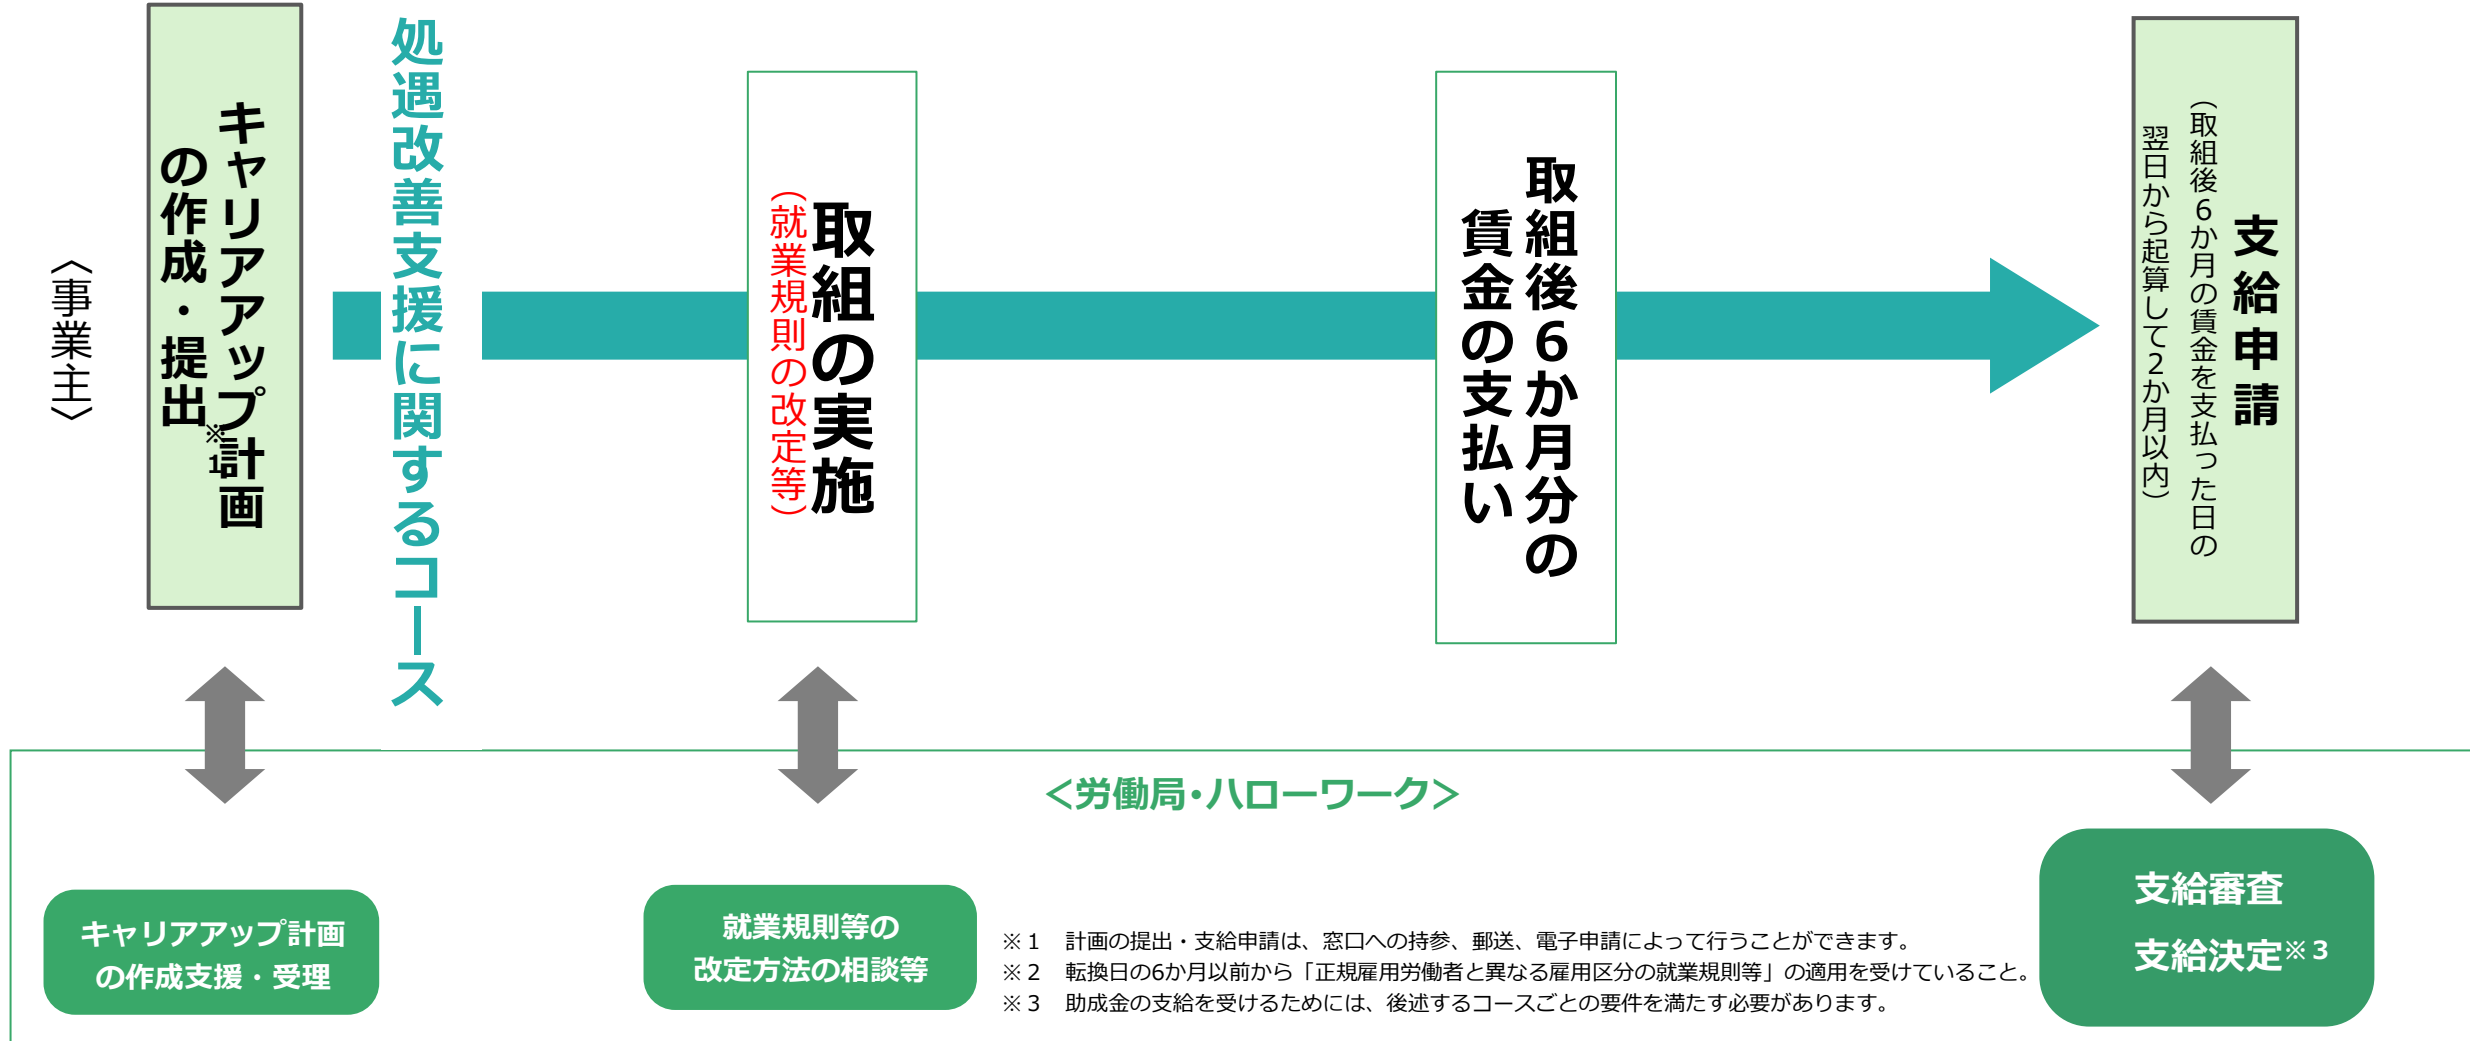 〈事業主〉
キャリアアップ計画
の作成・提出※1
処遇改善支援に関するコース
取組の実施
（就業規則の改定等）
取組後６か月分の
賃金の支払い
支給申請
（取組後６か月の賃金を支払った日の
翌日から起算して２か月以内）
＜労働局・ハローワーク＞
キャリアアップ計画
の作成支援・受理
就業規則等の
改定方法の相談等
※１　計画の提出・支給申請は、窓口への持参、郵送、電子申請によって行うことができます。
※２　転換日の6か月以前から「正規雇用労働者と異なる雇用区分の就業規則等」の適用を受けていること。
※３　助成金の支給を受けるためには、後述するコースごとの要件を満たす必要があります。
支給審査
支給決定※３